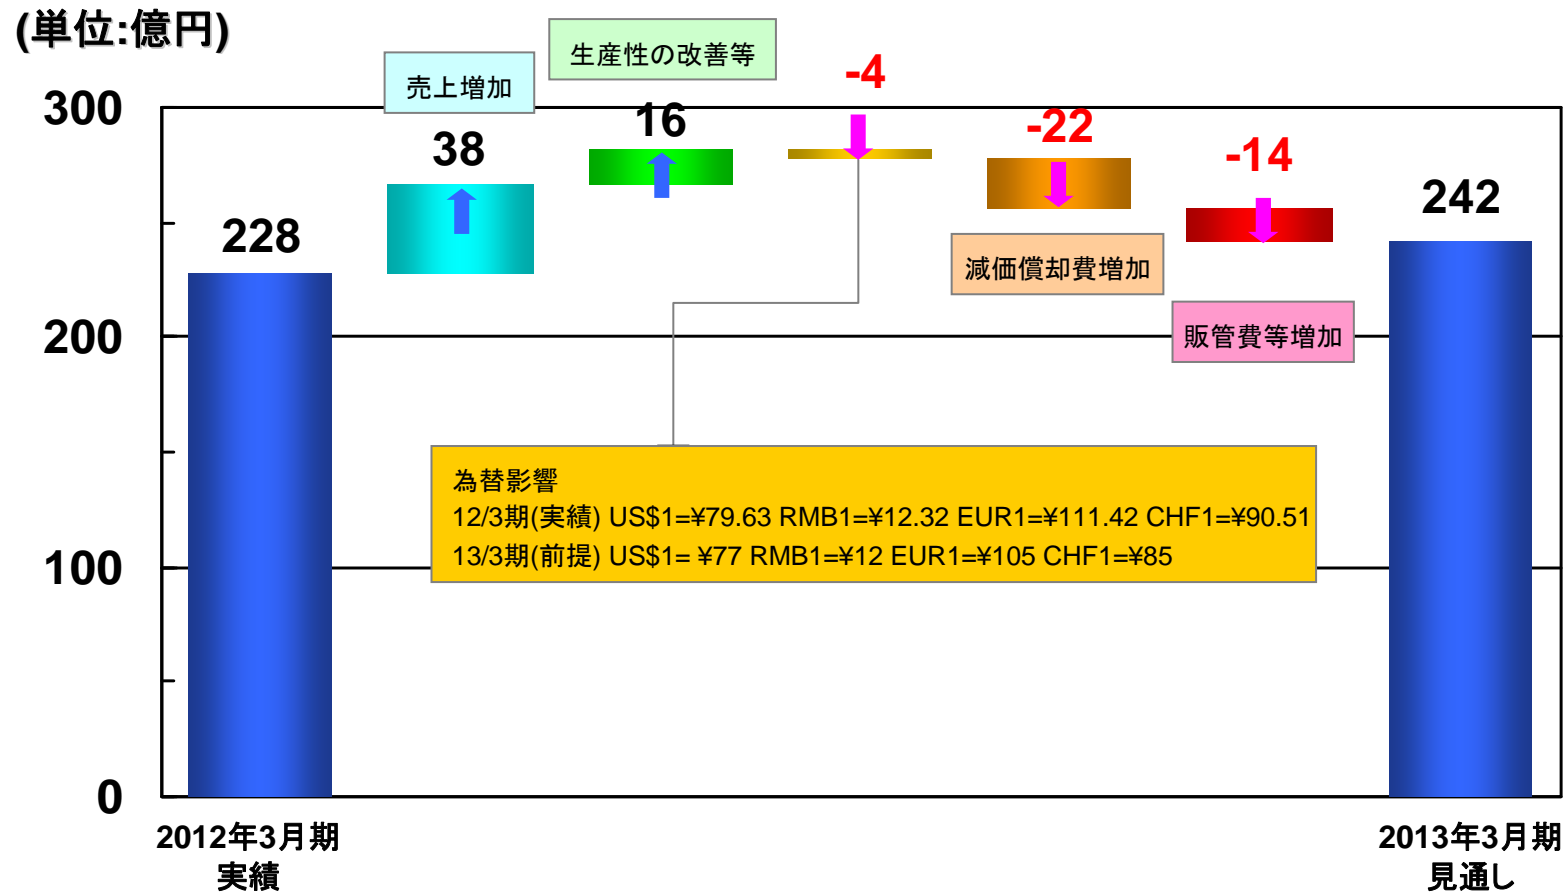 (単位:億円)
300
200
100
0
228
売上増加
38
生産性の改善等
16
-4
-22
減価償却費増加
-14
販管費等増加
242
為替影響
12/3期(実績) US$1=¥79.63 RMB1=¥12.32 EUR1=¥111.42 CHF1=¥90.51
13/3期(前提) US$1= ¥77 RMB1=¥12 EUR1=¥105 CHF1=¥85
2012年3月期
実績
2013年3月期
見通し